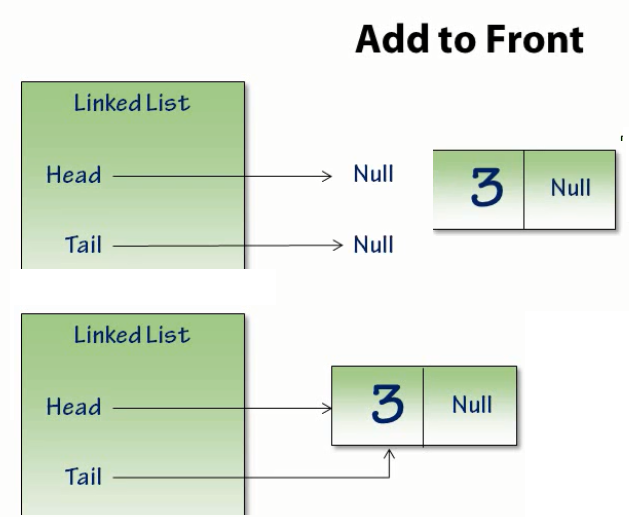 Add to Front
Linked List
Head Null 3 Null
Tail Null
Linked List
Head 3 Null
Tail